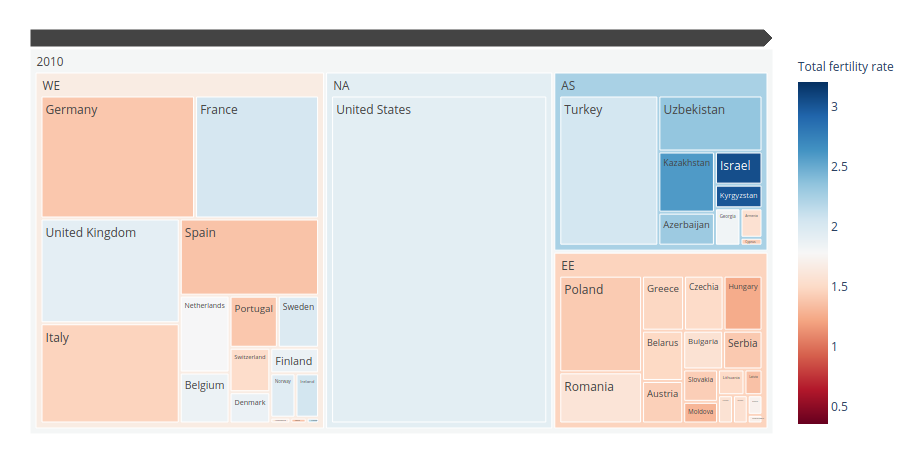 2010
WE
Germany
France
United Kingdom
Spain
Italy
Netherlands
Portugal
Sweden
Switzerland
Finland
Belgium
Norway
Ireland
Denmark
NA
United States
AS
Turkey
Uzbekistan
Kazakhstan
Israel
Kyrgyzstan
Azerbaijan
Georgia
Armenia
Cyprus
EE
Poland
Greece
Czechia
Hungary
Belarus
Bulgaria
Serbia
Romania
Austria
Slovakia
Lithuania
Moldova
Total fertility rate
3
2.5
2
1.5
1
0.5